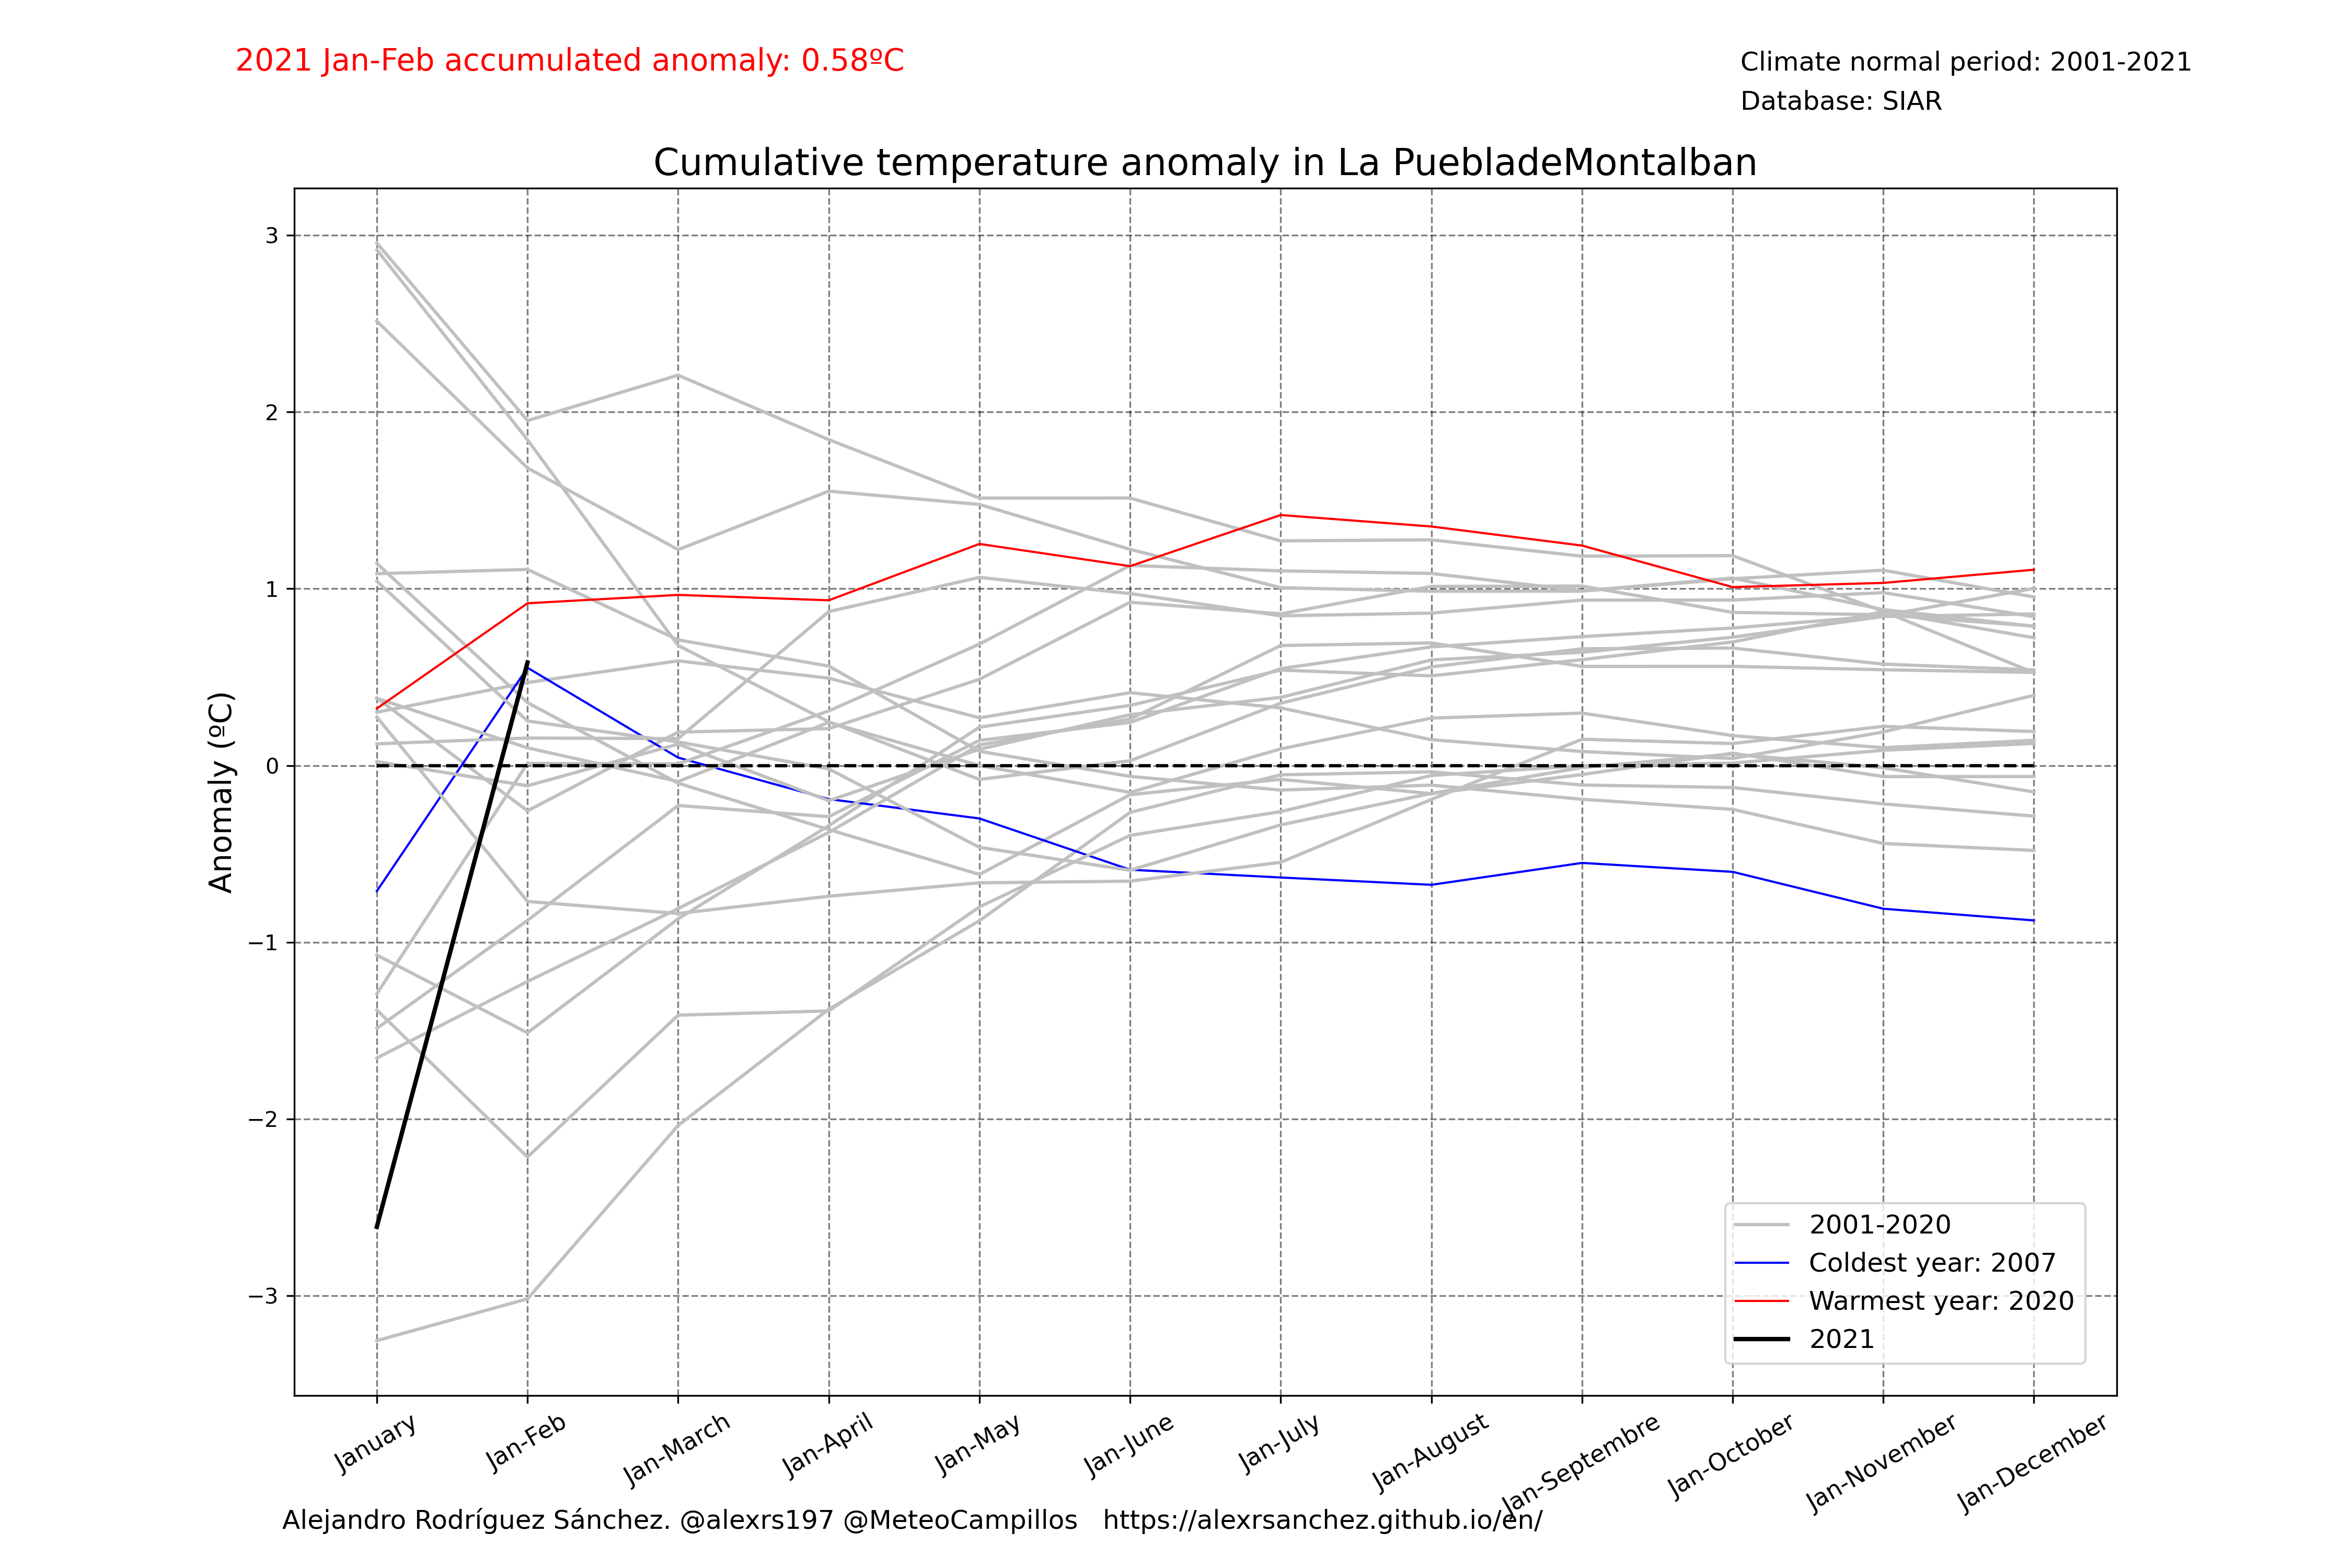 2021 Jan-Feb accumulated anomaly: 0.58ºC
Climate normal period: 2001-2021
Database: SIAR
Cumulative temperature anomaly in La PuebladeMontalban
Anomaly (ºC)
3
2
1
0
−1
−2
−3
2001-2020
Coldest year: 2007
Warmest year: 2020
2021
January
Jan-Feb
Jan-March
Jan-April
Jan-May
Jan-June
Jan-July
Jan-August
Jan-Septembre
Jan-October
Jan-November
Jan-December
Alejandro Rodríguez Sánchez. @alexrs197 @MeteoCampillos https://alexrsanchez.github.io/en/